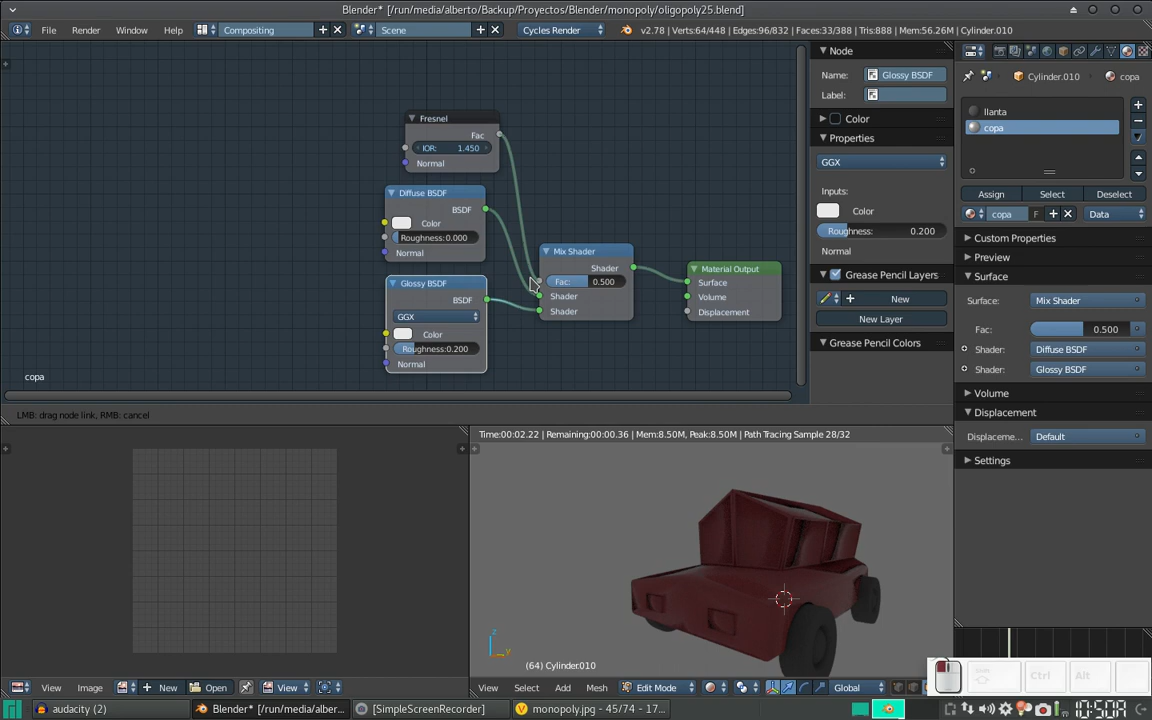 Blender* [/run/media/alberto/Backup/Proyectos/Blender/monopoly/oligopoly25.blend]
File Render Window Help Compositing Scene Cycles Render v2.78 | Verts:64/448 | Edges:96/832 | Faces:33/388 | Tris:888 | Mem:56.26M | Cylinder.010
Node
Name: Glossy BSDF
Label:
Color
Properties
GGX
Inputs:
Color
Roughness: 0.200
Normal
Grease Pencil Layers
New
New Layer
Grease Pencil Colors
Cylinder.010 copa
llanta
copa
Assign Select Deselect
copa F Data
Custom Properties
Preview
Surface
Surface: Mix Shader
Fac: 0.500
Shader: Diffuse BSDF
Shader: Glossy BSDF
Volume
Displacement
Displaceme... Default
Settings
Fresnel
Fac
IOR: 1.450
Normal
Diffuse BSDF
BSDF
Color
Roughness:0.000
Normal
Glossy BSDF
BSDF
GGX
Color
Roughness:0.200
Normal
Mix Shader
Shader
Fac: 0.500
Shader
Shader
Material Output
Surface
Volume
Displacement
copa
LMB: drag node link, RMB: cancel
Time:00:02.22 | Remaining:00:00.36 | Mem:8.50M, Peak:8.50M | Path Tracing Sample 28/32
z
y
(64) Cylinder.010
View Image New Open View
View Select Add Mesh Edit Mode Global
Ctrl Alt
audacity (2) Blender* [/run/media/alber... [SimpleScreenRecorder] monopoly.jpg - 45/74 - 17... 10:50A